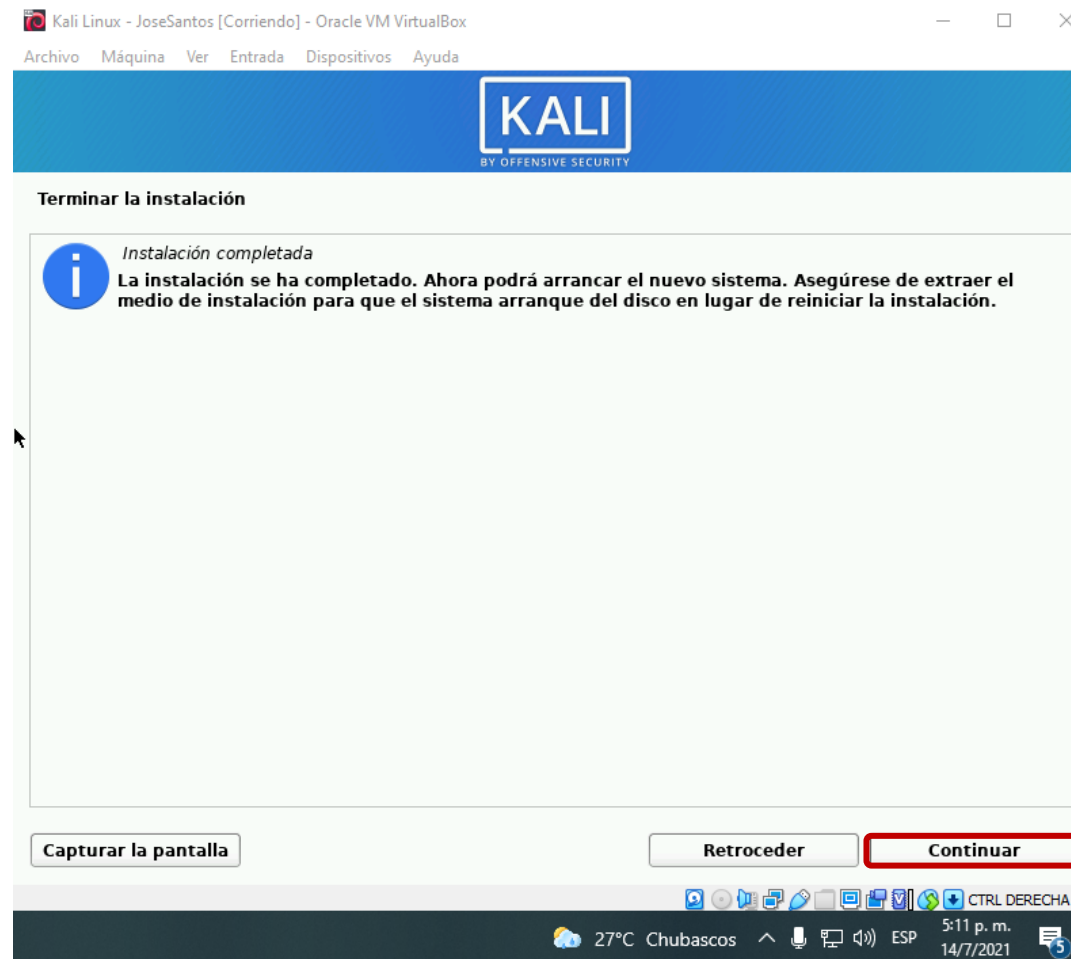 Kali Linux - JoseSantos [Corriendo] - Oracle VM VirtualBox
Archivo Máquina Ver Entrada Dispositivos Ayuda
KALI
BY OFFENSIVE SECURITY
Terminar la instalación
Instalación completada
La instalación se ha completado. Ahora podrá arrancar el nuevo sistema. Asegúrese de extraer el
medio de instalación para que el sistema arranque del disco en lugar de reiniciar la instalación.
Capturar la pantalla
Retroceder
Continuar
CTRL DERECHA
27°C Chubascos
ESP
5:11 p. m.
14/7/2021
5